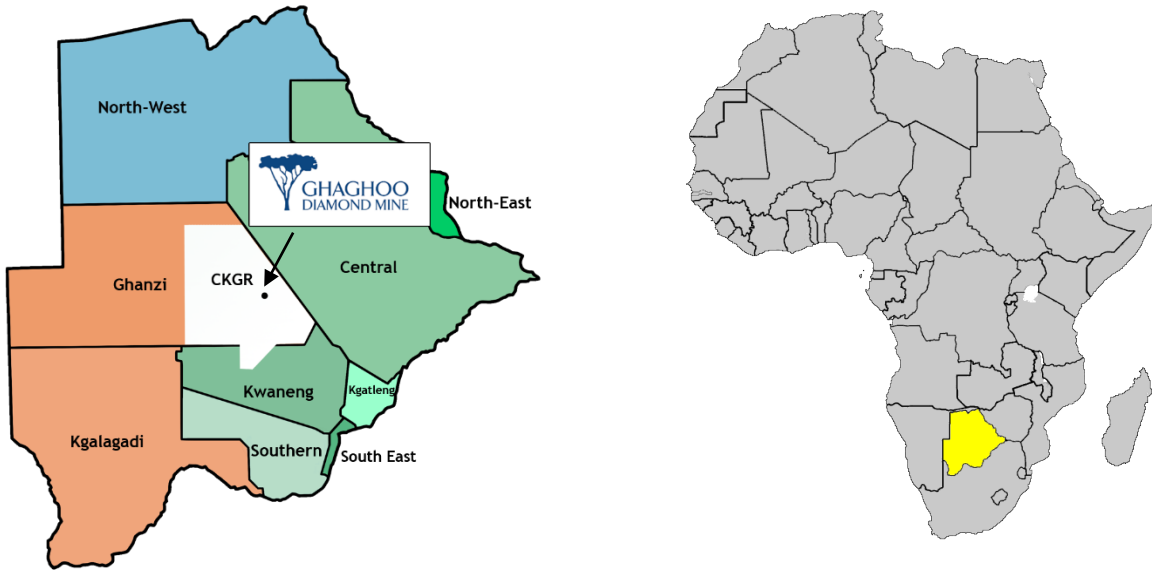 North-West
GHAGHOO
DIAMOND MINE
North-East
Central
CKGR
Ghanzi
Kwaneng
Kgatleng
Kgalagadi
Southern
South East